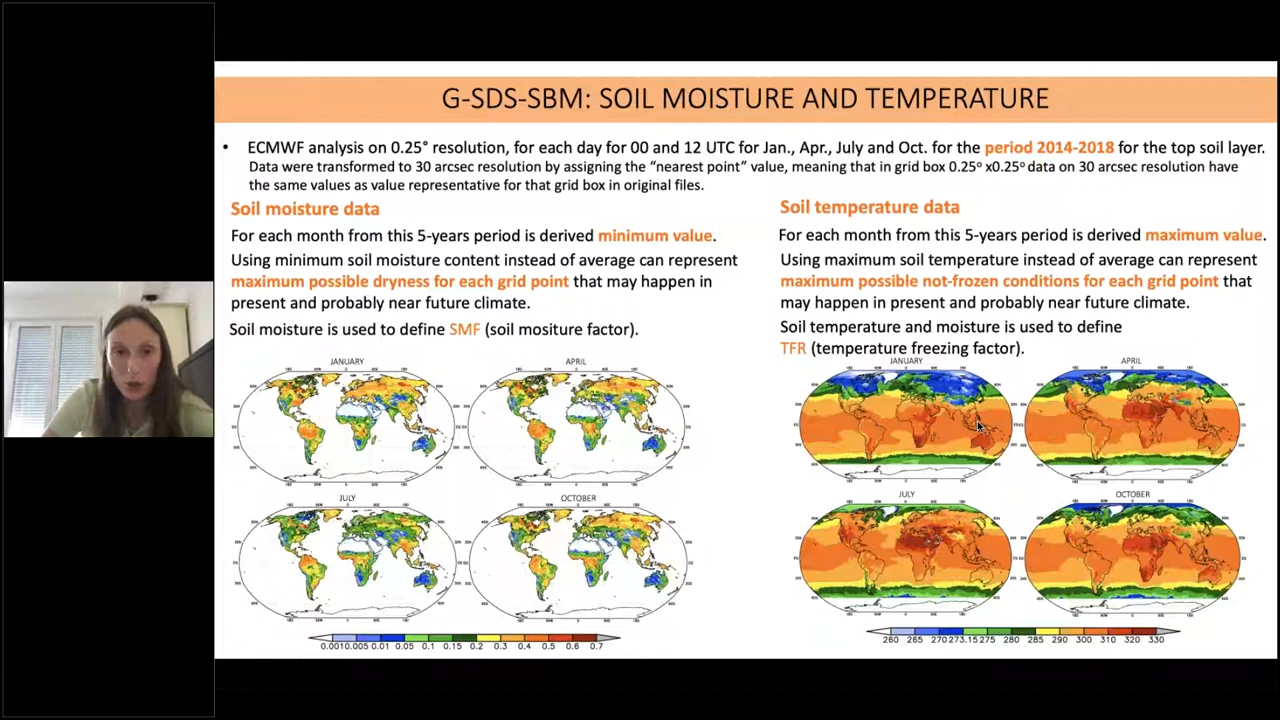 G-SDS-SBM: SOIL MOISTURE AND TEMPERATURE
• ECMWF analysis on 0.25° resolution, for each day for 00 and 12 UTC for Jan., Apr., July and Oct. for the period 2014-2018 for the top soil layer.
Data were transformed to 30 arcsec resolution by assigning the “nearest point” value, meaning that in grid box 0.25° x0.25° data on 30 arcsec resolution have
the same values as value representative for that grid box in original files.
Soil moisture data
For each month from this 5-years period is derived minimum value.
Using minimum soil moisture content instead of average can represent
maximum possible dryness for each grid point that may happen in
present and probably near future climate.
Soil moisture is used to define SMF (soil mositure factor).
JANUARY
APRIL
JULY
OCTOBER
0.001 0.005 0.01 0.05 0.1 0.15 0.2 0.3 0.4 0.5 0.6 0.7
Soil temperature data
For each month from this 5-years period is derived maximum value.
Using maximum soil temperature instead of average can represent
maximum possible not-frozen conditions for each grid point that
may happen in present and probably near future climate.
Soil temperature and moisture is used to define
TFR (temperature freezing factor).
JANUARY
APRIL
JULY
OCTOBER
260 265 270 273.15 275 280 285 290 300 310 320 330